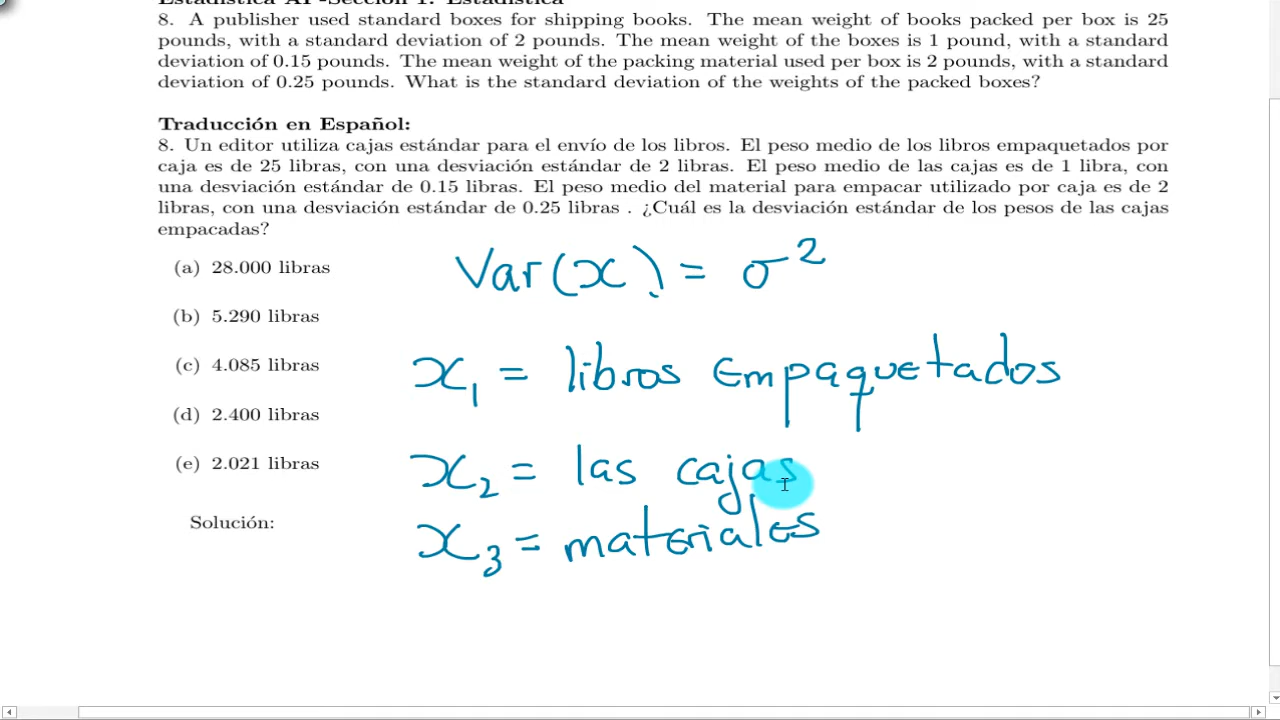 8. A publisher used standard boxes for shipping books. The mean weight of books packed per box is 25
pounds, with a standard deviation of 2 pounds. The mean weight of the boxes is 1 pound, with a standard
deviation of 0.15 pounds. The mean weight of the packing material used per box is 2 pounds, with a standard
deviation of 0.25 pounds. What is the standard deviation of the weights of the packed boxes?
Traducción en Español:
8. Un editor utiliza cajas estándar para el envío de los libros. El peso medio de los libros empaquetados por
caja es de 25 libras, con una desviación estándar de 2 libras. El peso medio de las cajas es de 1 libra, con
una desviación estándar de 0.15 libras. El peso medio del material para empacar utilizado por caja es de 2
libras, con una desviación estándar de 0.25 libras . ¿Cuál es la desviación estándar de los pesos de las cajas
empacadas?
(a) 28.000 libras
Var(x) = σ²
(b) 5.290 libras
(c) 4.085 libras
x₁ = libros Empaquetados
(d) 2.400 libras
(e) 2.021 libras
x₂ = las cajas
Solución:
x₃ = materiales